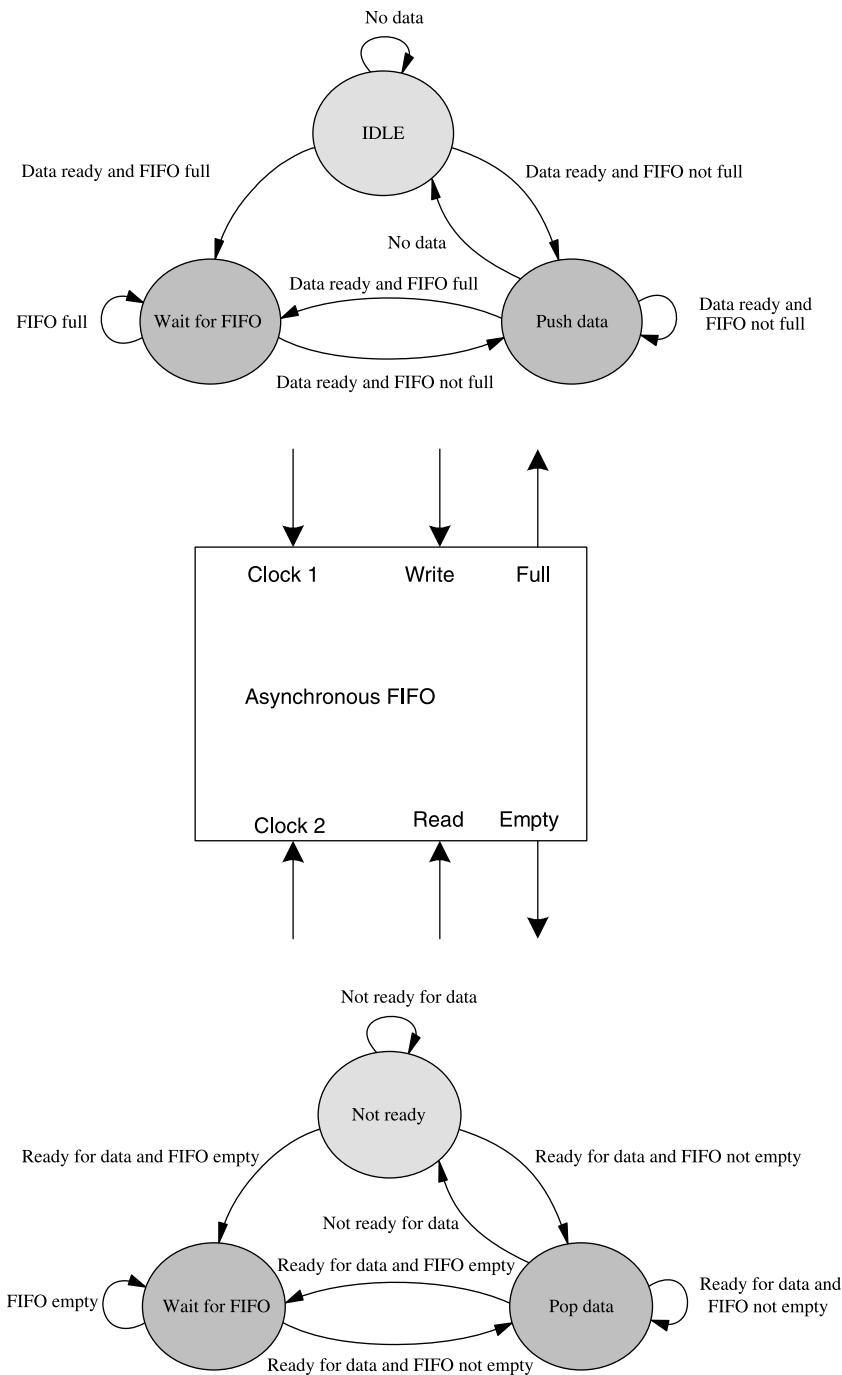 No data
IDLE
Data ready and FIFO full
Data ready and FIFO not full
No data
Data ready and FIFO full
FIFO full
Wait for FIFO
Push data
Data ready and
FIFO not full
Data ready and FIFO not full
Clock 1
Write
Full
Asynchronous FIFO
Clock 2
Read
Empty
Not ready for data
Not ready
Ready for data and FIFO empty
Ready for data and FIFO not empty
Not ready for data
Ready for data and FIFO empty
FIFO empty
Wait for FIFO
Pop data
Ready for data and
FIFO not empty
Ready for data and FIFO not empty